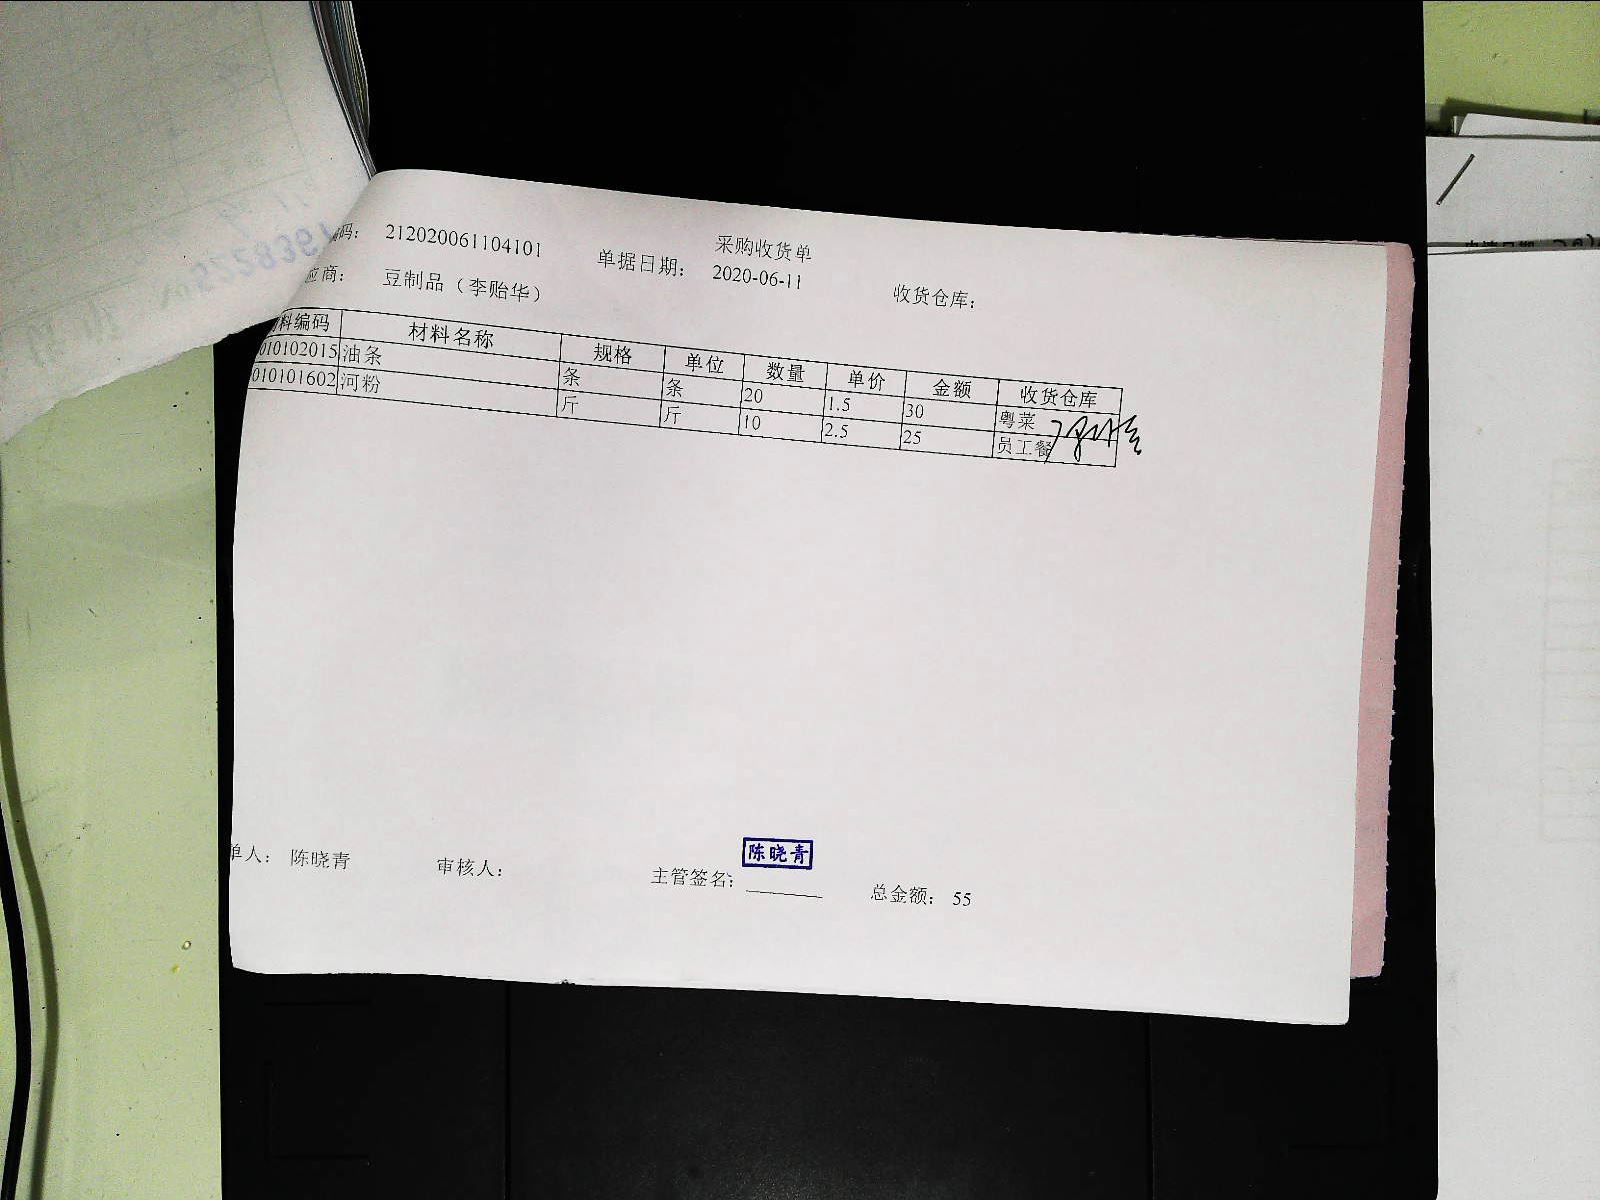 采购收货单
码: 212020061104101 单据日期: 2020-06-11 收货仓库:
应商: 豆制品（李贻华）
料编码 材料名称 规格 单位 数量 单价 金额 收货仓库
010102015 油条 条 条 20 1.5 30 粤菜
010101602 河粉 斤 斤 10 2.5 25 员工餐
陈晓青
单人: 陈晓青 审核人: 主管签名: 总金额: 55